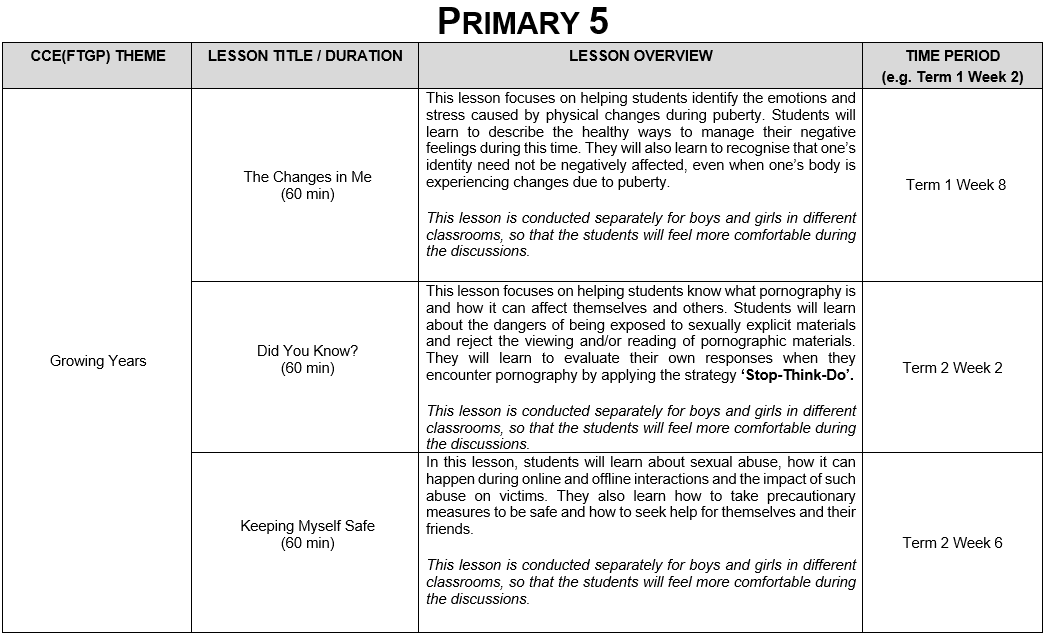 PRIMARY 5
CCE(FTGP) THEME
LESSON TITLE / DURATION
LESSON OVERVIEW
TIME PERIOD
(e.g. Term 1 Week 2)
Growing Years
The Changes in Me
(60 min)
This lesson focuses on helping students identify the emotions and
stress caused by physical changes during puberty. Students will
learn to describe the healthy ways to manage their negative
feelings during this time. They will also learn to recognise that one’s
identity need not be negatively affected, even when one’s body is
experiencing changes due to puberty.
This lesson is conducted separately for boys and girls in different
classrooms, so that the students will feel more comfortable during
the discussions.
Term 1 Week 8
Did You Know?
(60 min)
This lesson focuses on helping students know what pornography is
and how it can affect themselves and others. Students will learn
about the dangers of being exposed to sexually explicit materials
and reject the viewing and/or reading of pornographic materials.
They will learn to evaluate their own responses when they
encounter pornography by applying the strategy ‘Stop-Think-Do’.
This lesson is conducted separately for boys and girls in different
classrooms, so that the students will feel more comfortable during
the discussions.
Term 2 Week 2
Keeping Myself Safe
(60 min)
In this lesson, students will learn about sexual abuse, how it can
happen during online and offline interactions and the impact of such
abuse on victims. They also learn how to take precautionary
measures to be safe and how to seek help for themselves and their
friends.
This lesson is conducted separately for boys and girls in different
classrooms, so that the students will feel more comfortable during
the discussions.
Term 2 Week 6